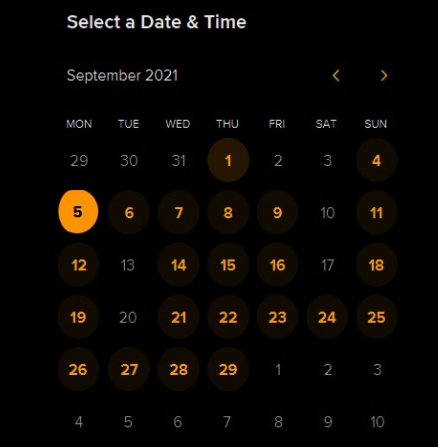 Select a Date & Time
September 2021
MON TUE WED THU FRI SAT SUN
29 30 31 1 2 3 4
5 6 7 8 9 10 11
12 13 14 15 16 17 18
19 20 21 22 23 24 25
26 27 28 29 1 2 3
4 5 6 7 8 9 10